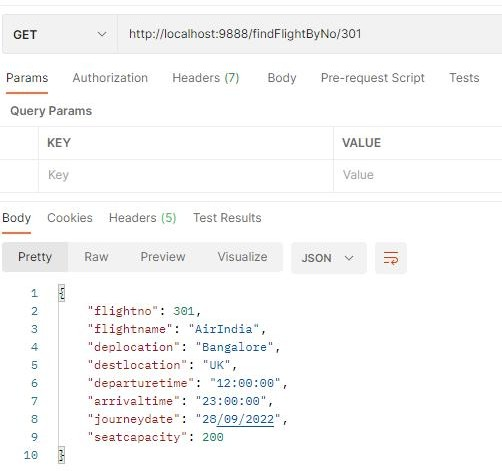 GET http://localhost:9888/findFlightByNo/301
Params Authorization Headers (7) Body Pre-request Script Tests
Query Params
KEY VALUE
Key Value
Body Cookies Headers (5) Test Results
Pretty Raw Preview Visualize JSON
1 {
2 "flightno": 301,
3 "flightname": "AirIndia",
4 "deplocation": "Bangalore",
5 "destlocation": "UK",
6 "departuretime": "12:00:00",
7 "arrivaltime": "23:00:00",
8 "journeydate": "28/09/2022",
9 "seatcapacity": 200
10 }